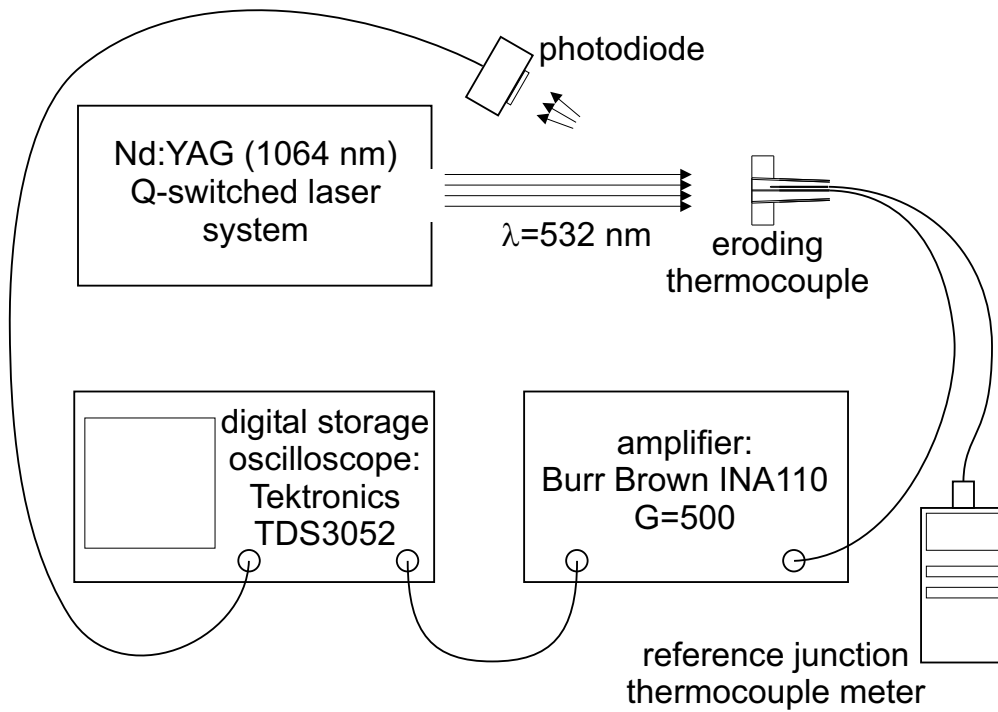 photodiode
Nd:YAG (1064 nm)
Q-switched laser
system
λ=532 nm
eroding
thermocouple
digital storage
oscilloscope:
Tektronics
TDS3052
amplifier:
Burr Brown INA110
G=500
reference junction
thermocouple meter